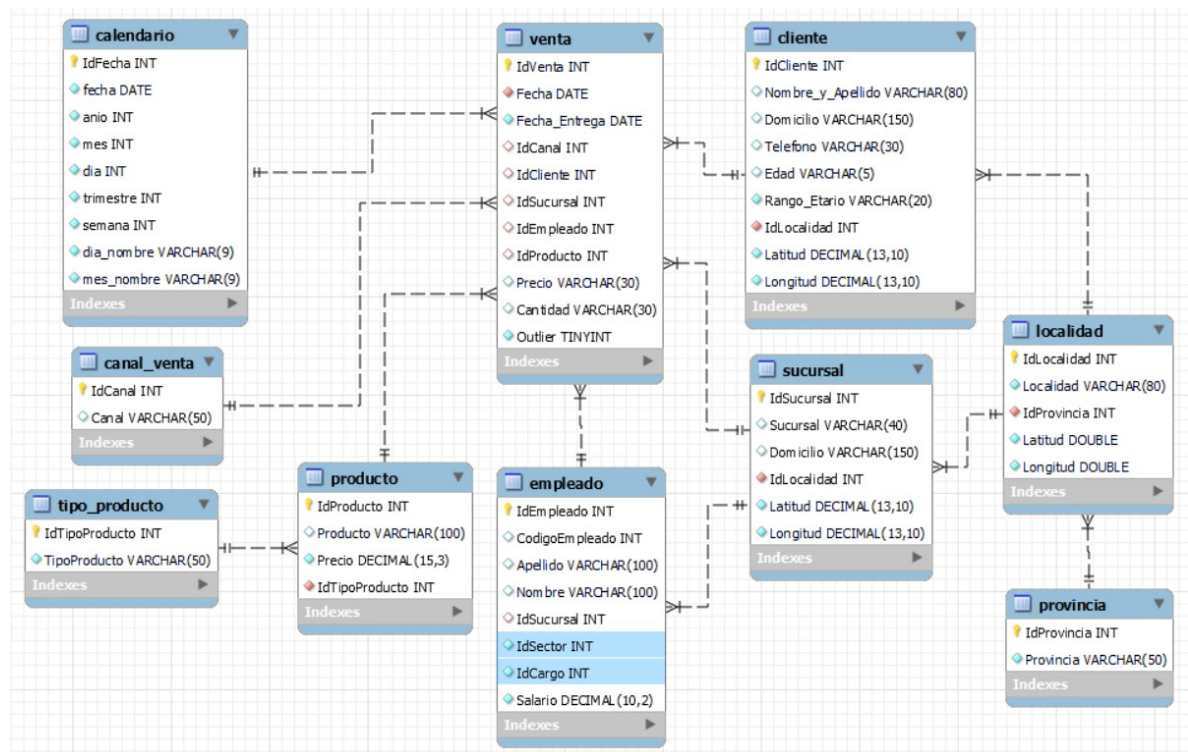 calendario
IdFecha INT
fecha DATE
anio INT
mes INT
dia INT
trimestre INT
semana INT
dia_nombre VARCHAR(9)
mes_nombre VARCHAR(9)
Indexes
venta
IdVenta INT
Fecha DATE
Fecha_Entrega DATE
IdCanal INT
IdCliente INT
IdSucursal INT
IdEmpleado INT
IdProducto INT
Precio VARCHAR(30)
Cantidad VARCHAR(30)
Outlier TINYINT
Indexes
cliente
IdCliente INT
Nombre_y_Apellido VARCHAR(80)
Domicilio VARCHAR(150)
Telefono VARCHAR(30)
Edad VARCHAR(5)
Rango_Etario VARCHAR(20)
IdLocalidad INT
Latitud DECIMAL(13,10)
Longitud DECIMAL(13,10)
Indexes
canal_venta
IdCanal INT
Canal VARCHAR(50)
Indexes
tipo_producto
IdTipoProducto INT
TipoProducto VARCHAR(50)
Indexes
producto
IdProducto INT
Producto VARCHAR(100)
Precio DECIMAL(15,3)
IdTipoProducto INT
Indexes
empleado
IdEmpleado INT
CodigoEmpleado INT
Apellido VARCHAR(100)
Nombre VARCHAR(100)
IdSucursal INT
IdSector INT
IdCargo INT
Salario DECIMAL(10,2)
Indexes
sucursal
IdSucursal INT
Sucursal VARCHAR(40)
Domicilio VARCHAR(150)
IdLocalidad INT
Latitud DECIMAL(13,10)
Longitud DECIMAL(13,10)
Indexes
localidad
IdLocalidad INT
Localidad VARCHAR(80)
IdProvincia INT
Latitud DOUBLE
Longitud DOUBLE
Indexes
provincia
IdProvincia INT
Provincia VARCHAR(50)
Indexes